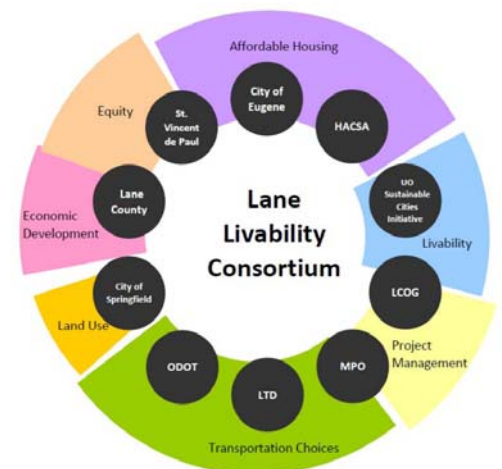 Affordable Housing
City of
Eugene
St.
Vincent
de Paul
HACSA
Equity
UO
Sustainable
Cities
Initiative
Lane
County
Lane
Livability
Consortium
Economic
Development
Livability
City of
Springfield
LCOG
Land Use
Project
Management
ODOT
MPO
LTD
Transportation Choices